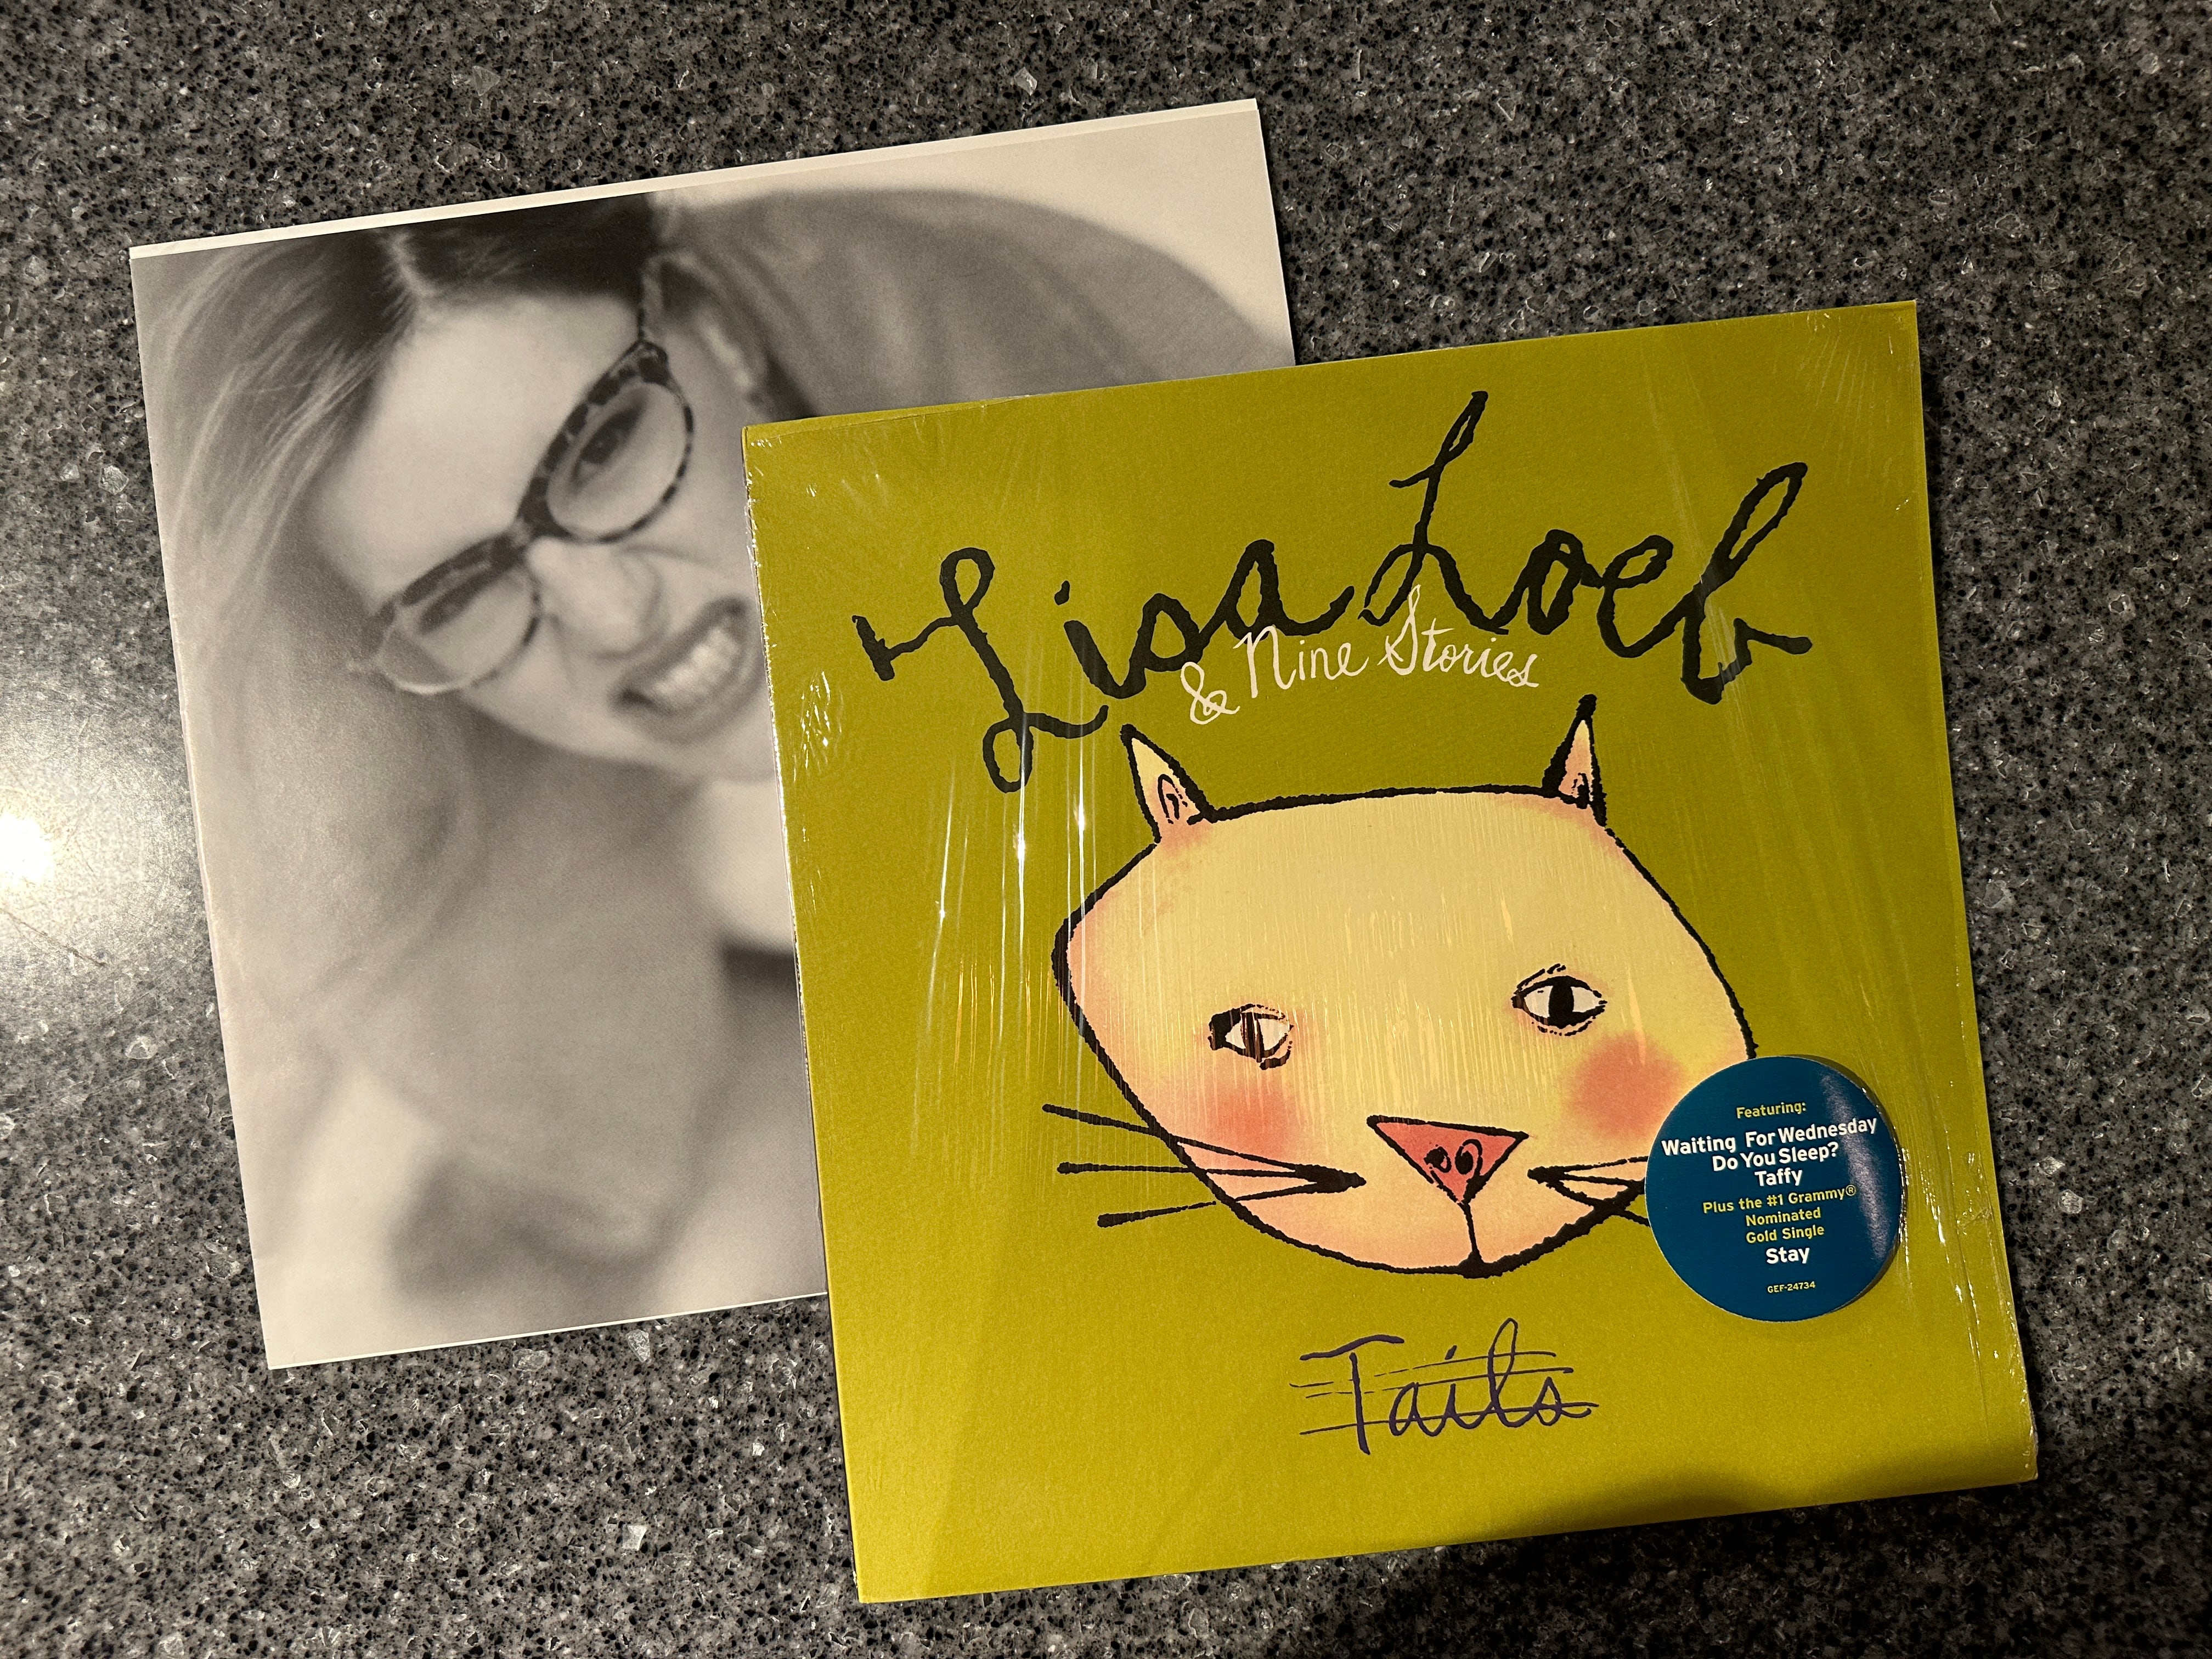 Lisa Loeb
& Nine Stories
Featuring:
Waiting For Wednesday
Do You Sleep?
Taffy
Plus the #1 Grammy®
Nominated
Gold Single
Stay
GEF-24734
Tails